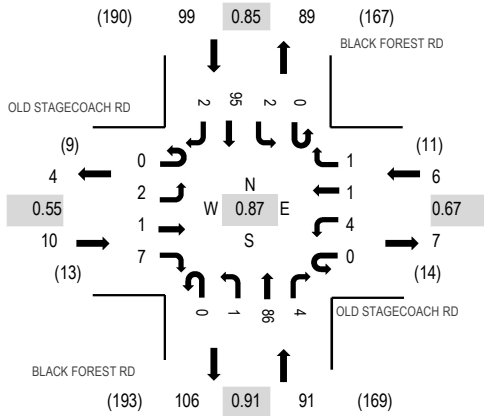 (190) 99 0.85 89 (167)
BLACK FOREST RD
2 95 2 0
OLD STAGECOACH RD
(9) (11)
4 0 1 6
2 N 1
0.55 W 0.87 E 0.67
1 S 4
10 7 0 7
(13) (14)
0 1 86 4
OLD STAGECOACH RD
BLACK FOREST RD
(193) 106 0.91 91 (169)